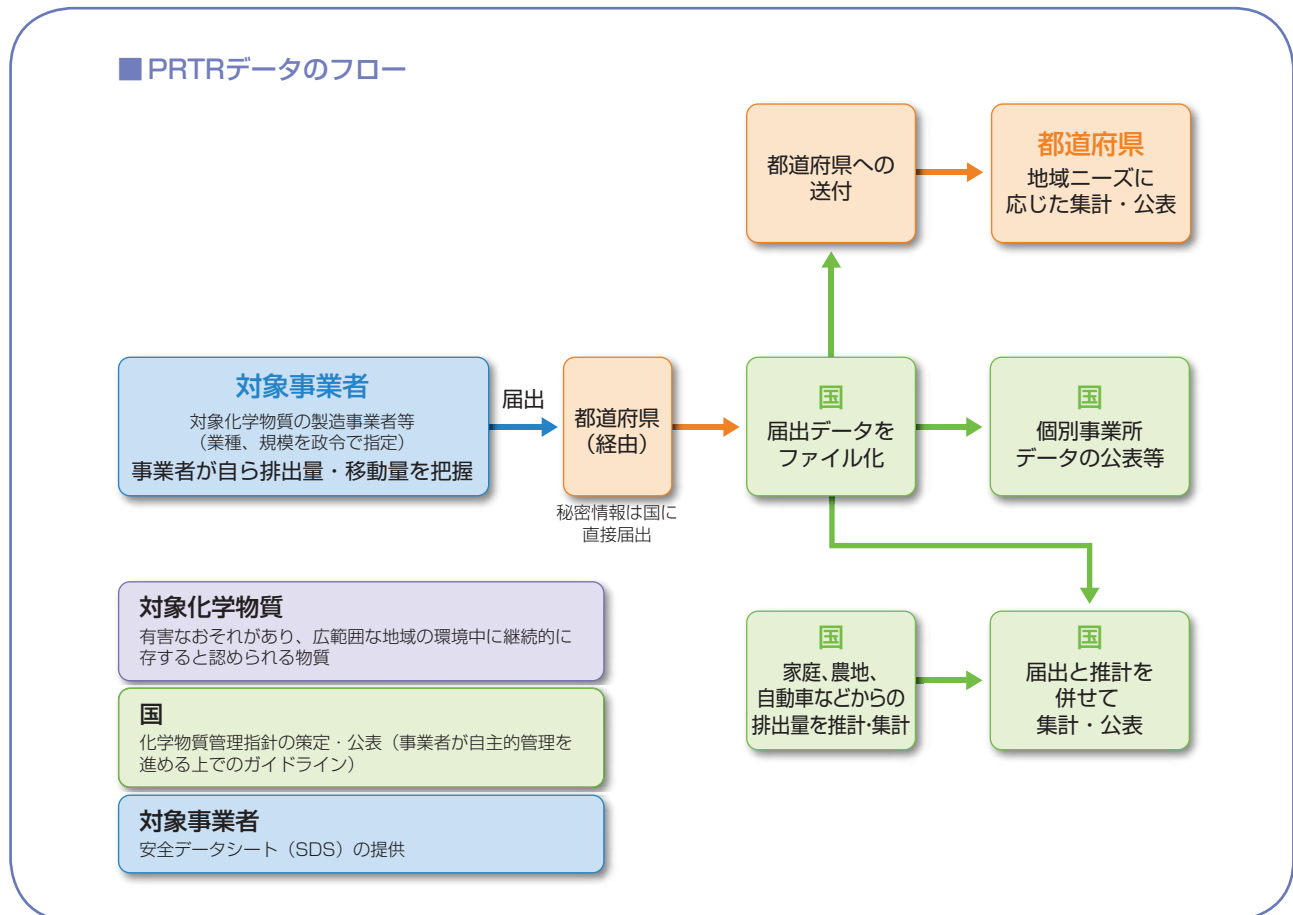 ■PRTRデータのフロー
都道府県への
送付
都道府県
地域ニーズに
応じた集計・公表
対象事業者
対象化学物質の製造事業者等
（業種、規模を政令で指定）
事業者が自ら排出量・移動量を把握
届出
都道府県
（経由）
秘密情報は国に
直接届出
国
届出データを
ファイル化
国
個別事業所
データの公表等
対象化学物質
有害なおそれがあり、広範囲な地域の環境中に継続的に
存すると認められる物質
国
化学物質管理指針の策定・公表（事業者が自主的管理を
進める上でのガイドライン）
対象事業者
安全データシート（SDS）の提供
国
家庭、農地、
自動車などからの
排出量を推計・集計
国
届出と推計を
併せて
集計・公表